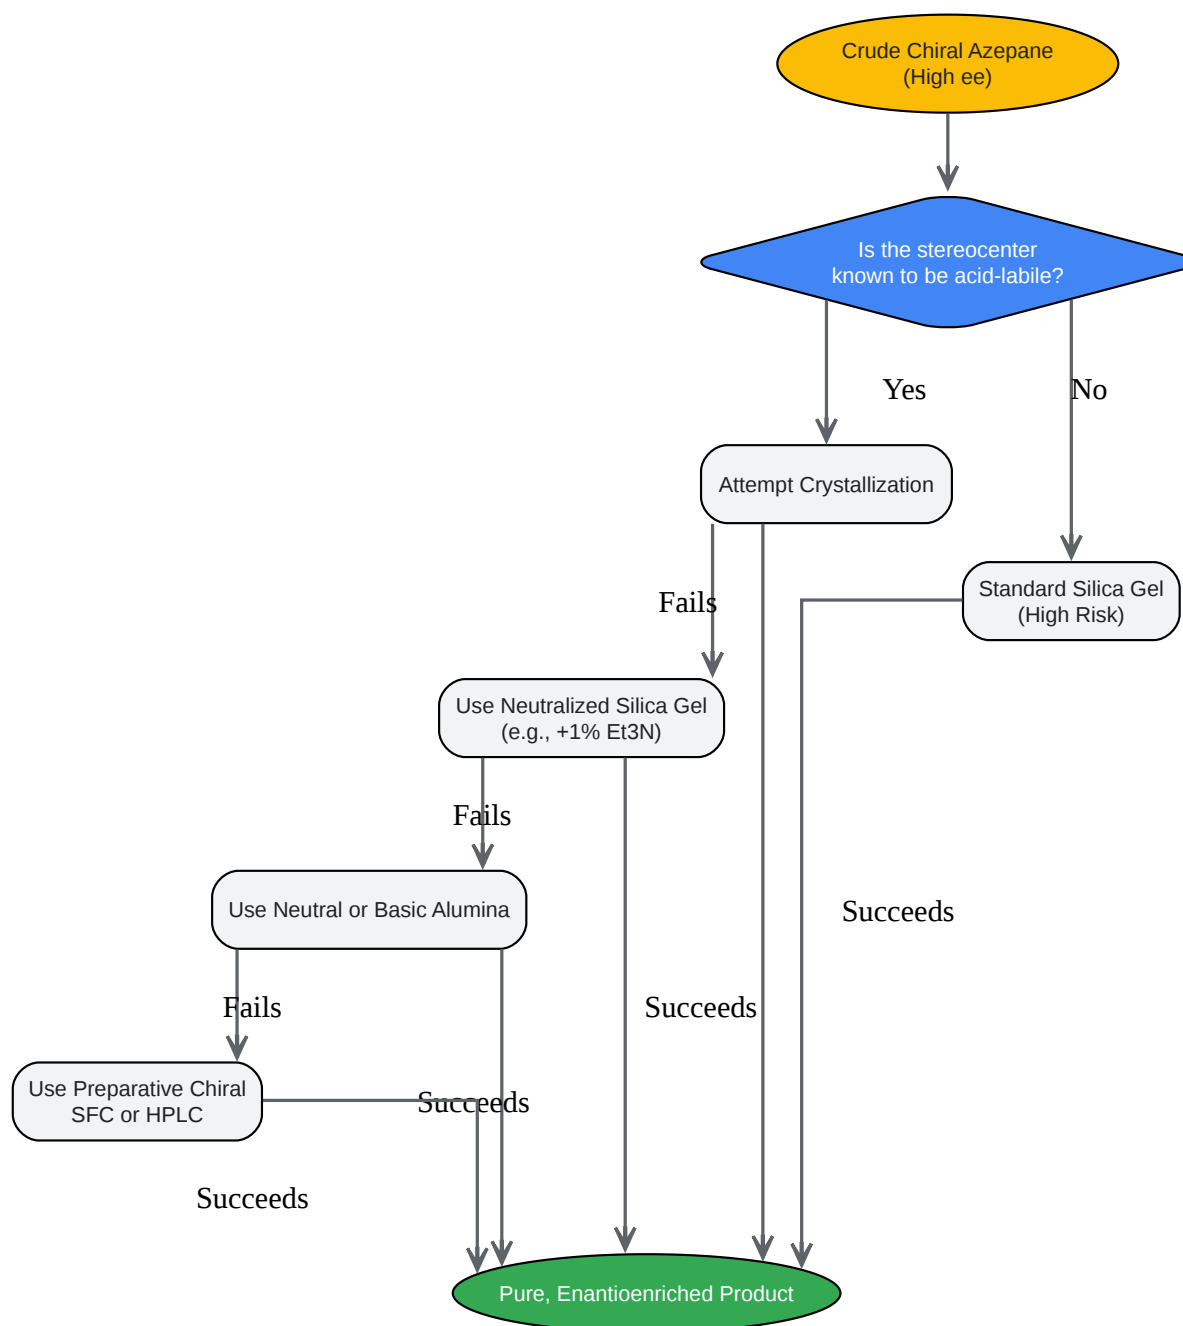 Crude Chiral Azepane
(High ee)
Is the stereocenter
known to be acid-labile?
Yes
No
Attempt Crystallization
Standard Silica Gel
(High Risk)
Fails
Use Neutralized Silica Gel
(e.g., +1% Et3N)
Fails
Use Neutral or Basic Alumina
Succeeds
Fails
Succeeds
Use Preparative Chiral
SFC or HPLC
Succeeds
Succeeds
Pure, Enantioenriched Product